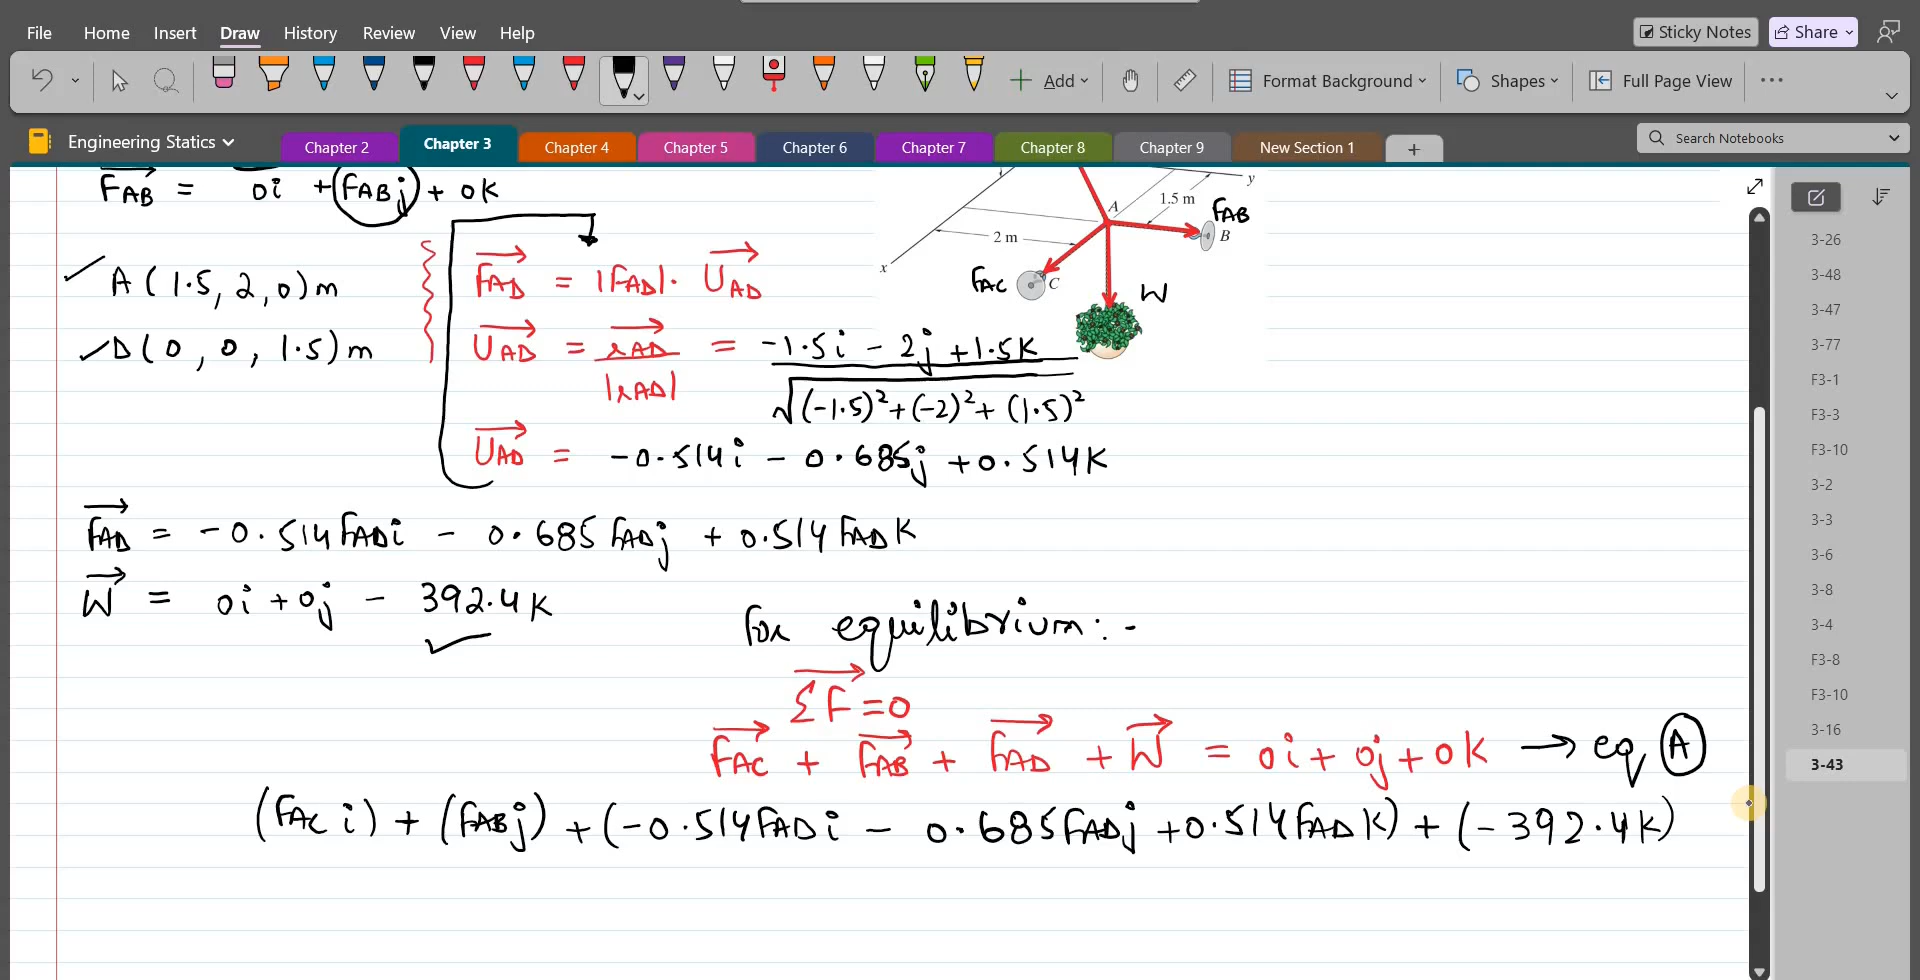 File Home Insert Draw History Review View Help
Sticky Notes Share
Add Format Background Shapes Full Page View
Engineering Statics Chapter 2 Chapter 3 Chapter 4 Chapter 5 Chapter 6 Chapter 7 Chapter 8 Chapter 9 New Section 1 +
Search Notebooks
FAB = 0i + FABj + 0K
A(1.5, 2, 0)m
D(0, 0, 1.5)m
FAD = |FAD|. UAD
UAD = rAD / |rAD| = -1.5i - 2j + 1.5K
√(-1.5)²+(-2)²+(1.5)²
UAD = -0.514i - 0.685j + 0.514K
y
1.5 m
A
FAB
B
2 m
x
FAC
C
W
FAD = -0.514FADi - 0.685FADj + 0.514FADK
W = 0i + 0j - 392.4K
For equilibrium:-
ΣF=0
FAC + FAB + FAD + W = 0i + 0j + 0K → eq A
(FACi) + (FABj) + (-0.514FADi - 0.685FADj + 0.514FADK) + (-392.4K)
3-26
3-48
3-47
3-77
F3-1
F3-3
F3-10
3-2
3-3
3-6
3-8
3-4
F3-8
F3-10
3-16
3-43